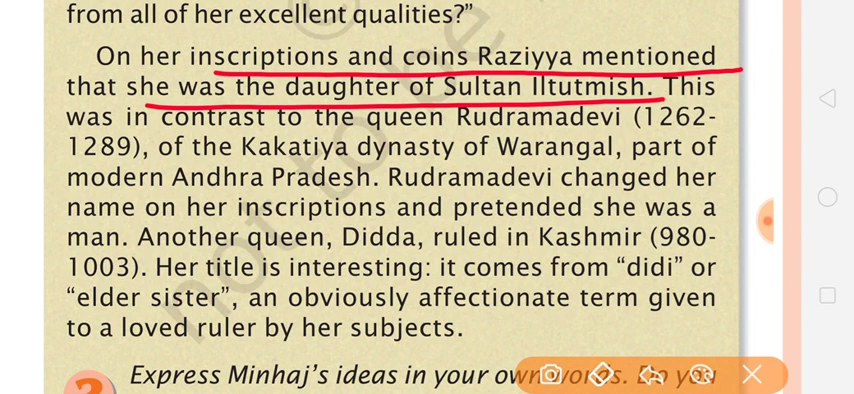 from all of her excellent qualities?”
On her inscriptions and coins Raziyya mentioned
that she was the daughter of Sultan Iltutmish. This
was in contrast to the queen Rudramadevi (1262-
1289), of the Kakatiya dynasty of Warangal, part of
modern Andhra Pradesh. Rudramadevi changed her
name on her inscriptions and pretended she was a
man. Another queen, Didda, ruled in Kashmir (980-
1003). Her title is interesting: it comes from “didi” or
“elder sister”, an obviously affectionate term given
to a loved ruler by her subjects.
? Express Minhaj’s ideas in your own words. Do you